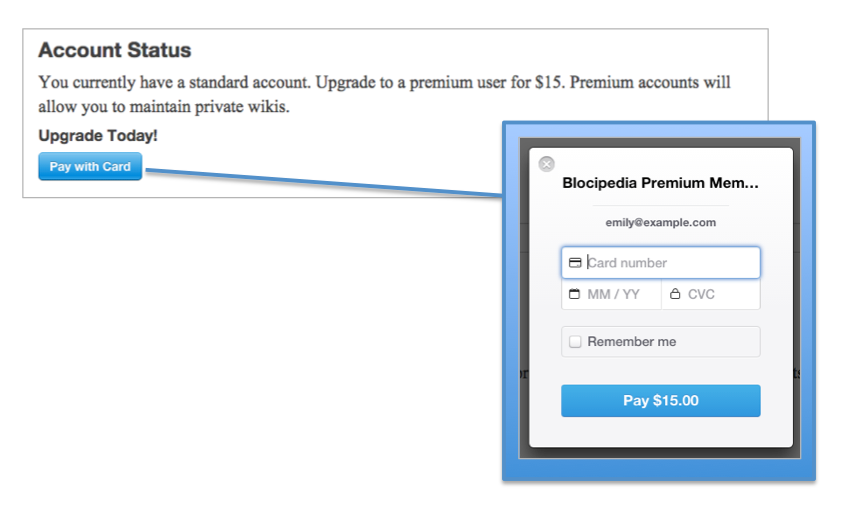 Account Status
You currently have a standard account. Upgrade to a premium user for $15. Premium accounts will
allow you to maintain private wikis.
Upgrade Today!
Pay with Card
Blocipedia Premium Mem...
emily@example.com
Card number
MM / YY CVC
Remember me
Pay $15.00